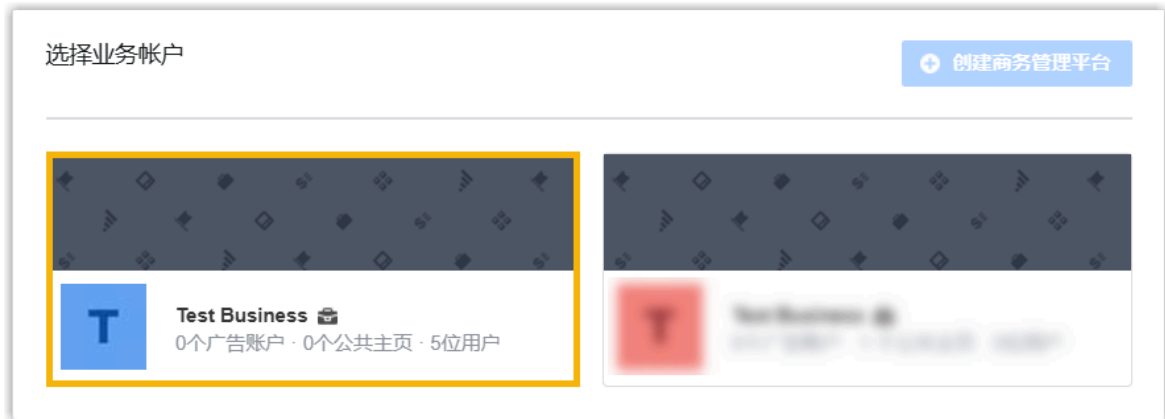 选择业务帐户
创建商务管理平台
T
Test Business
0个广告账户 · 0个公共主页 · 5位用户
T